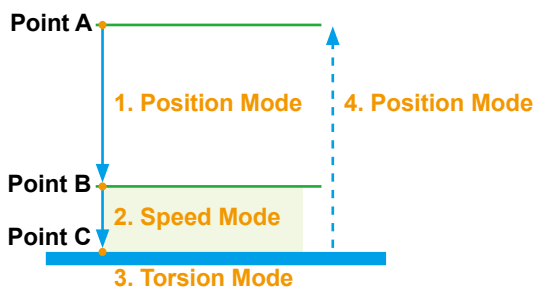 Point A
1. Position Mode
4. Position Mode
Point B
2. Speed Mode
Point C
3. Torsion Mode